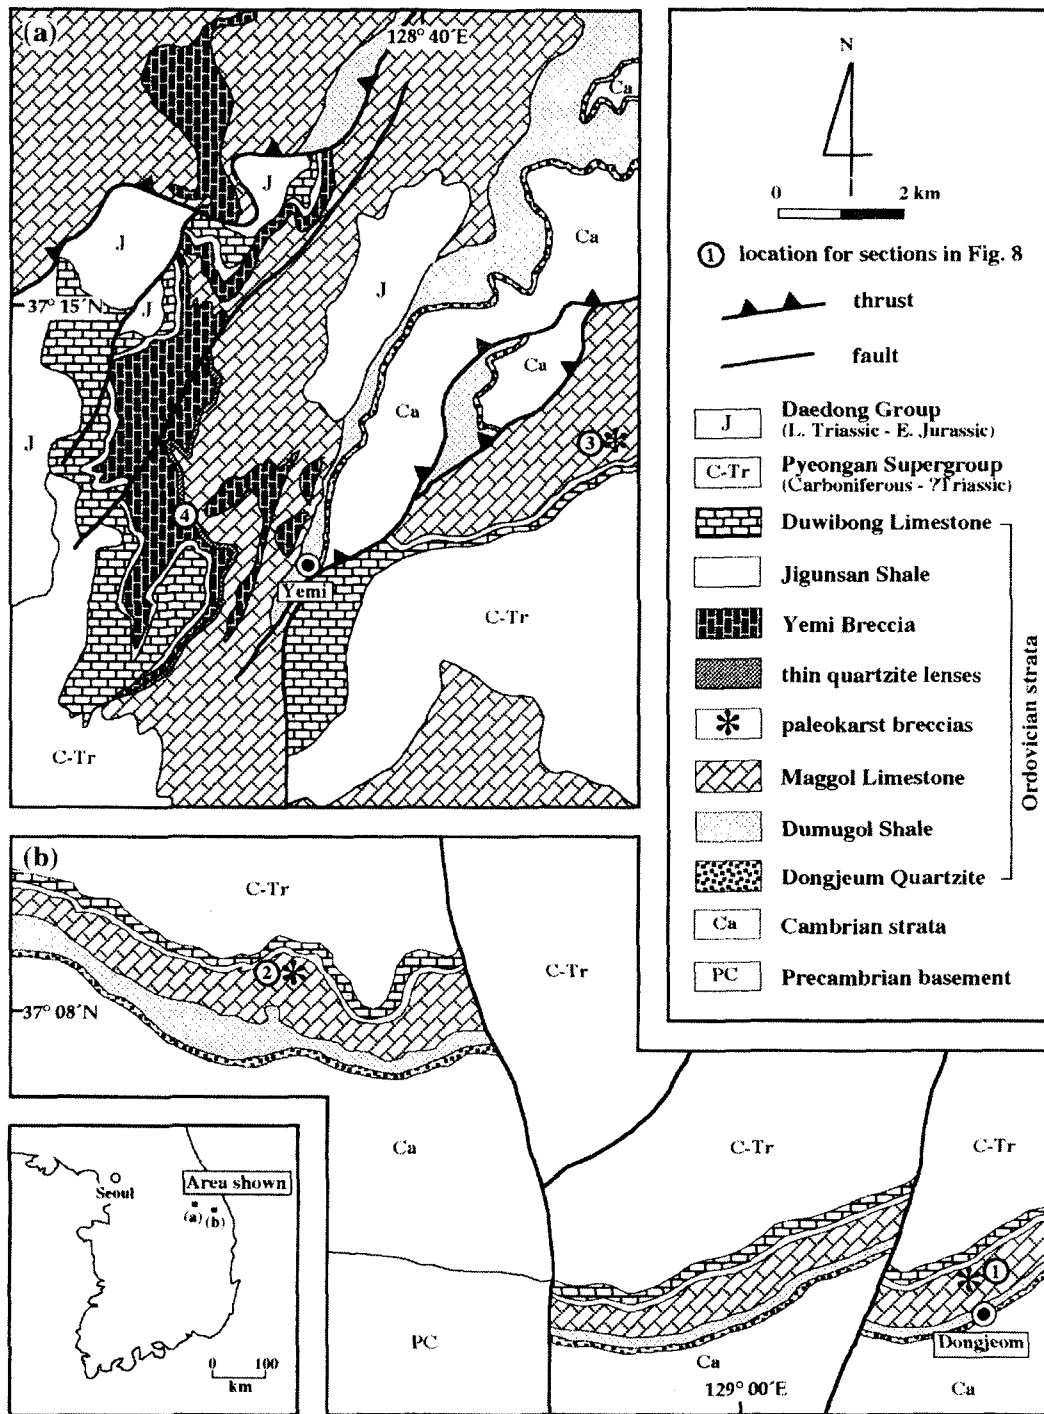 (a)
128° 40´E
Ca
J
J
Ca
J
37° 15´N
J
Ca
Ca
3
J
4
Yemi
C-Tr
C-Tr
N
0 2 km
1 location for sections in Fig. 8
thrust
fault
J Daedong Group
(L. Triassic - E. Jurassic)
C-Tr Pyeongan Supergroup
(Carboniferous - ?Triassic)
Duwibong Limestone
Jigunsan Shale
Yemi Breccia
thin quartzite lenses
paleokarst breccias
Maggol Limestone
Dumugol Shale
Dongjeum Quartzite
Ordovician strata
Ca Cambrian strata
PC Precambrian basement
(b)
C-Tr
C-Tr
2
37° 08´N
Ca
C-Tr
C-Tr
1
Dongjeom
PC
Ca
129° 00´E
Ca
Seoul
Area shown
(a) (b)
0 100
km